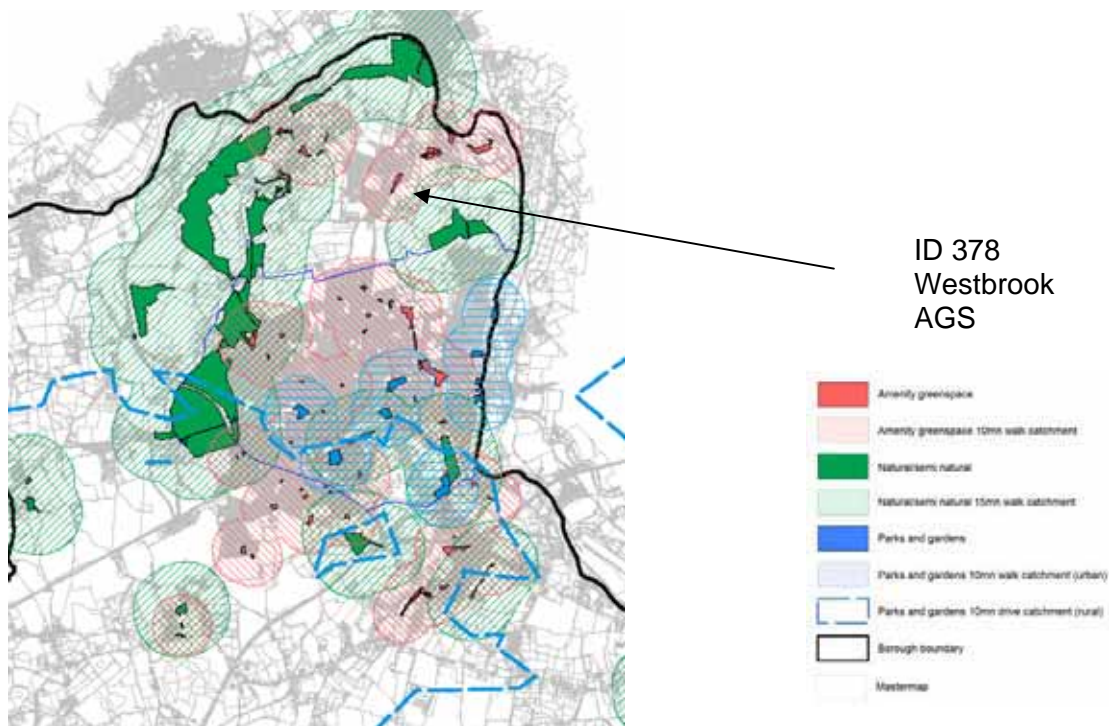 ID 378
Westbrook
AGS
Amenity greenspace
Amenity greenspace 10mn walk catchment
Natural/semi natural
Natural/semi natural 15mn walk catchment
Parks and gardens
Parks and gardens 10mn walk catchment (urban)
Parks and gardens 10mn drive catchment (rural)
Borough boundary
Mastermap